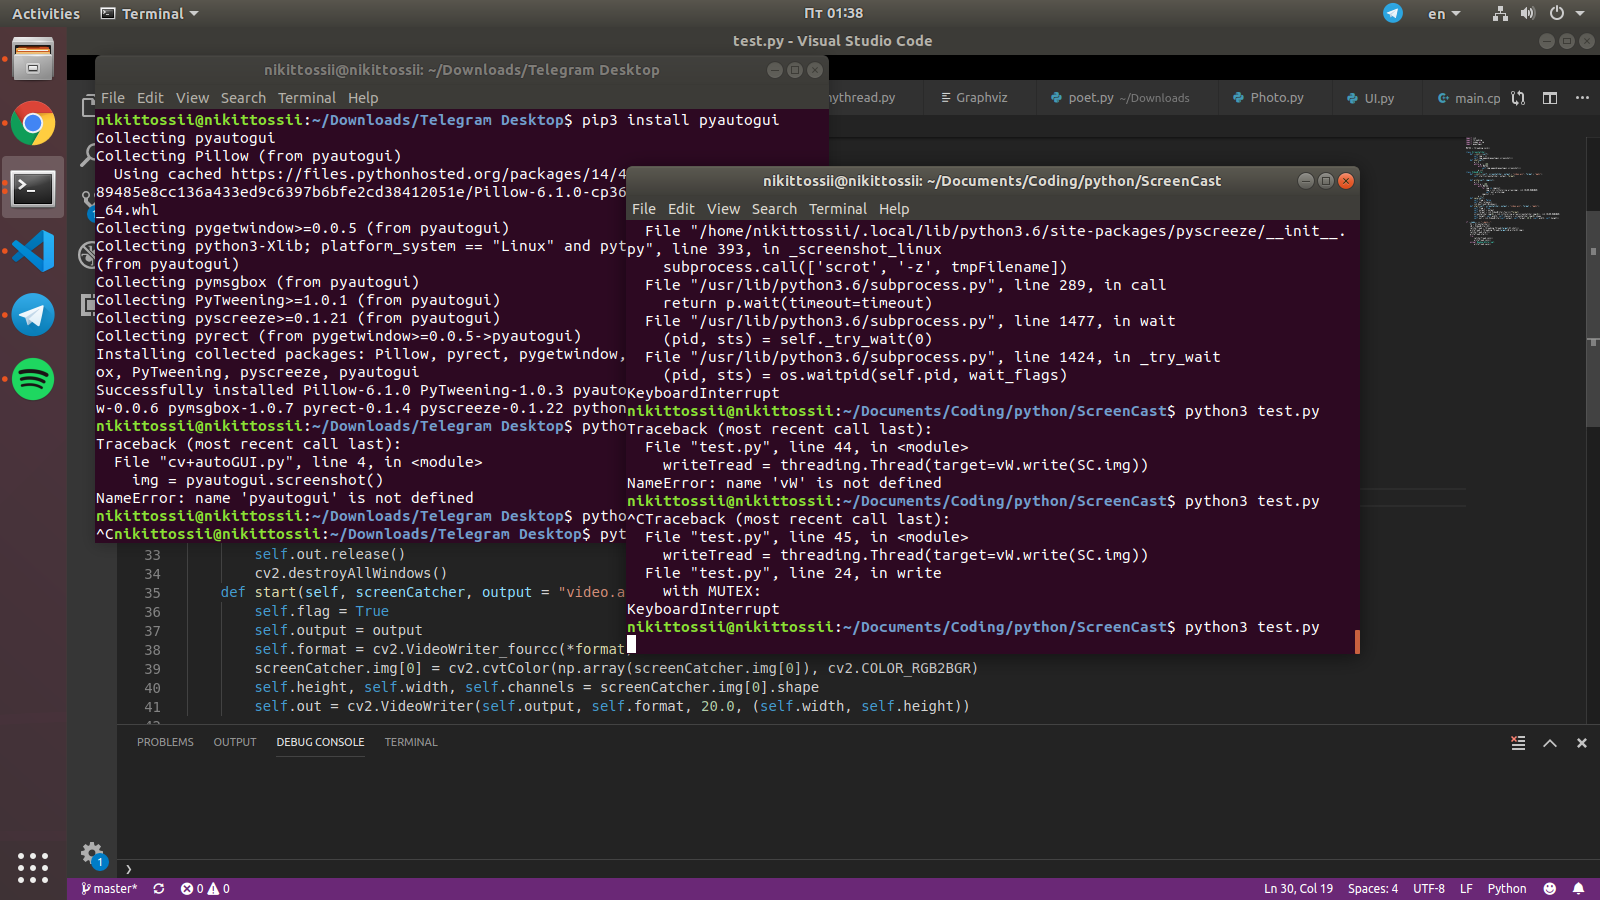 Activities
Terminal
Пт 01:38
en
test.py - Visual Studio Code
nikittossii@nikittossii: ~/Downloads/Telegram Desktop
File Edit View Search Terminal Help
nikittossii@nikittossii:~/Downloads/Telegram Desktop$ pip3 install pyautogui
Collecting pyautogui
Collecting Pillow (from pyautogui)
Using cached https://files.pythonhosted.org/packages/14/4
89485e8cc136a433ed9c6397b6bfe2cd38412051e/Pillow-6.1.0-cp36
_64.whl
Collecting pygetwindow>=0.0.5 (from pyautogui)
Collecting python3-Xlib; platform_system == "Linux" and pyt
(from pyautogui)
Collecting pymsgbox (from pyautogui)
Collecting PyTweening>=1.0.1 (from pyautogui)
Collecting pyscreeze>=0.1.21 (from pyautogui)
Collecting pyrect (from pygetwindow>=0.0.5->pyautogui)
Installing collected packages: Pillow, pyrect, pygetwindow,
ox, PyTweening, pyscreeze, pyautogui
Successfully installed Pillow-6.1.0 PyTweening-1.0.3 pyauto
w-0.0.6 pymsgbox-1.0.7 pyrect-0.1.4 pyscreeze-0.1.22 python
nikittossii@nikittossii:~/Downloads/Telegram Desktop$ pytho
Traceback (most recent call last):
File "cv+autoGUI.py", line 4, in <module>
img = pyautogui.screenshot()
NameError: name 'pyautogui' is not defined
nikittossii@nikittossii:~/Downloads/Telegram Desktop$ pytho
^Cnikittossii@nikittossii:~/Downloads/Telegram Desktop$ pyt
ythread.py
Graphviz
poet.py ~/Downloads
Photo.py
UI.py
main.cp
nikittossii@nikittossii: ~/Documents/Coding/python/ScreenCast
File Edit View Search Terminal Help
File "/home/nikittossii/.local/lib/python3.6/site-packages/pyscreeze/__init__.
py", line 393, in _screenshot_linux
subprocess.call(['scrot', '-z', tmpFilename])
File "/usr/lib/python3.6/subprocess.py", line 289, in call
return p.wait(timeout=timeout)
File "/usr/lib/python3.6/subprocess.py", line 1477, in wait
(pid, sts) = self._try_wait(0)
File "/usr/lib/python3.6/subprocess.py", line 1424, in _try_wait
(pid, sts) = os.waitpid(self.pid, wait_flags)
KeyboardInterrupt
nikittossii@nikittossii:~/Documents/Coding/python/ScreenCast$ python3 test.py
Traceback (most recent call last):
File "test.py", line 44, in <module>
writeTread = threading.Thread(target=vW.write(SC.img))
NameError: name 'vW' is not defined
nikittossii@nikittossii:~/Documents/Coding/python/ScreenCast$ python3 test.py
^CTraceback (most recent call last):
File "test.py", line 45, in <module>
writeTread = threading.Thread(target=vW.write(SC.img))
File "test.py", line 24, in write
with MUTEX:
KeyboardInterrupt
nikittossii@nikittossii:~/Documents/Coding/python/ScreenCast$ python3 test.py
33 self.out.release()
34 cv2.destroyAllWindows()
35 def start(self, screenCatcher, output = "video.a
36 self.flag = True
37 self.output = output
38 self.format = cv2.VideoWriter_fourcc(*format
39 screenCatcher.img[0] = cv2.cvtColor(np.array(screenCatcher.img[0]), cv2.COLOR_RGB2BGR)
40 self.height, self.width, self.channels = screenCatcher.img[0].shape
41 self.out = cv2.VideoWriter(self.output, self.format, 20.0, (self.width, self.height))
PROBLEMS OUTPUT DEBUG CONSOLE TERMINAL
1
master* 0 0
Ln 30, Col 19 Spaces: 4 UTF-8 LF Python